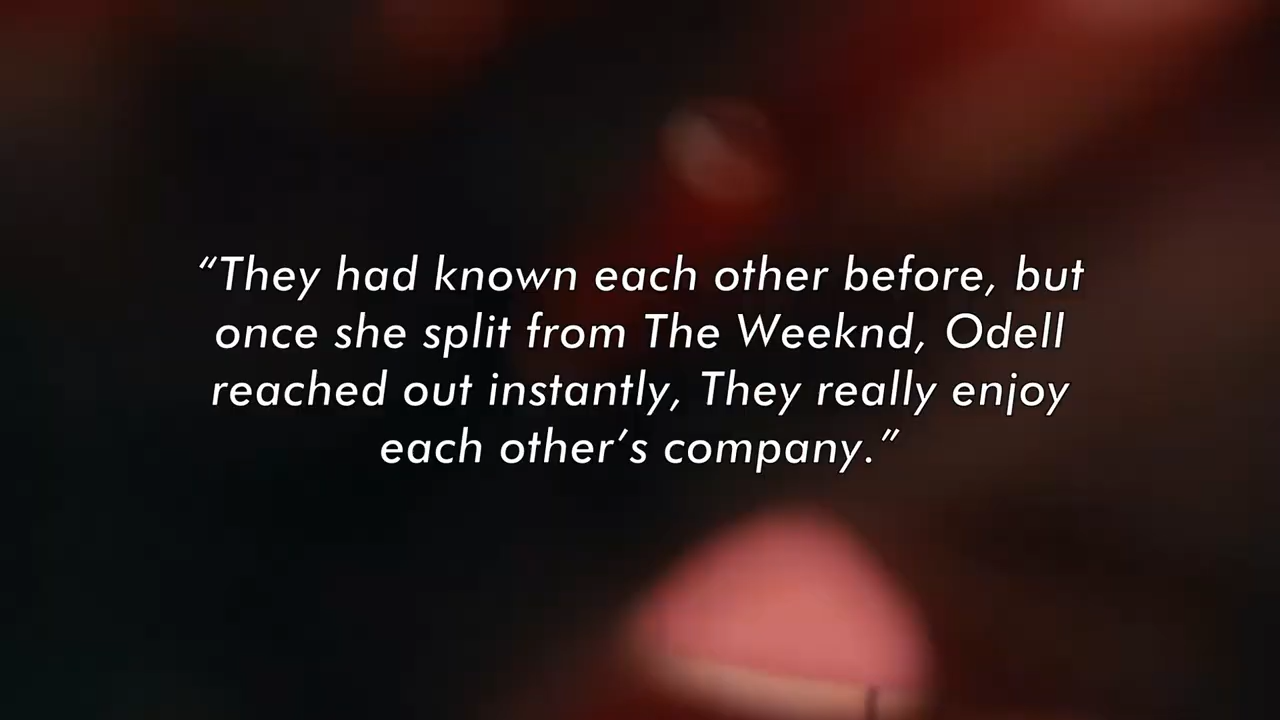 “They had known each other before, but
once she split from The Weeknd, Odell
reached out instantly, They really enjoy
each other’s company.”